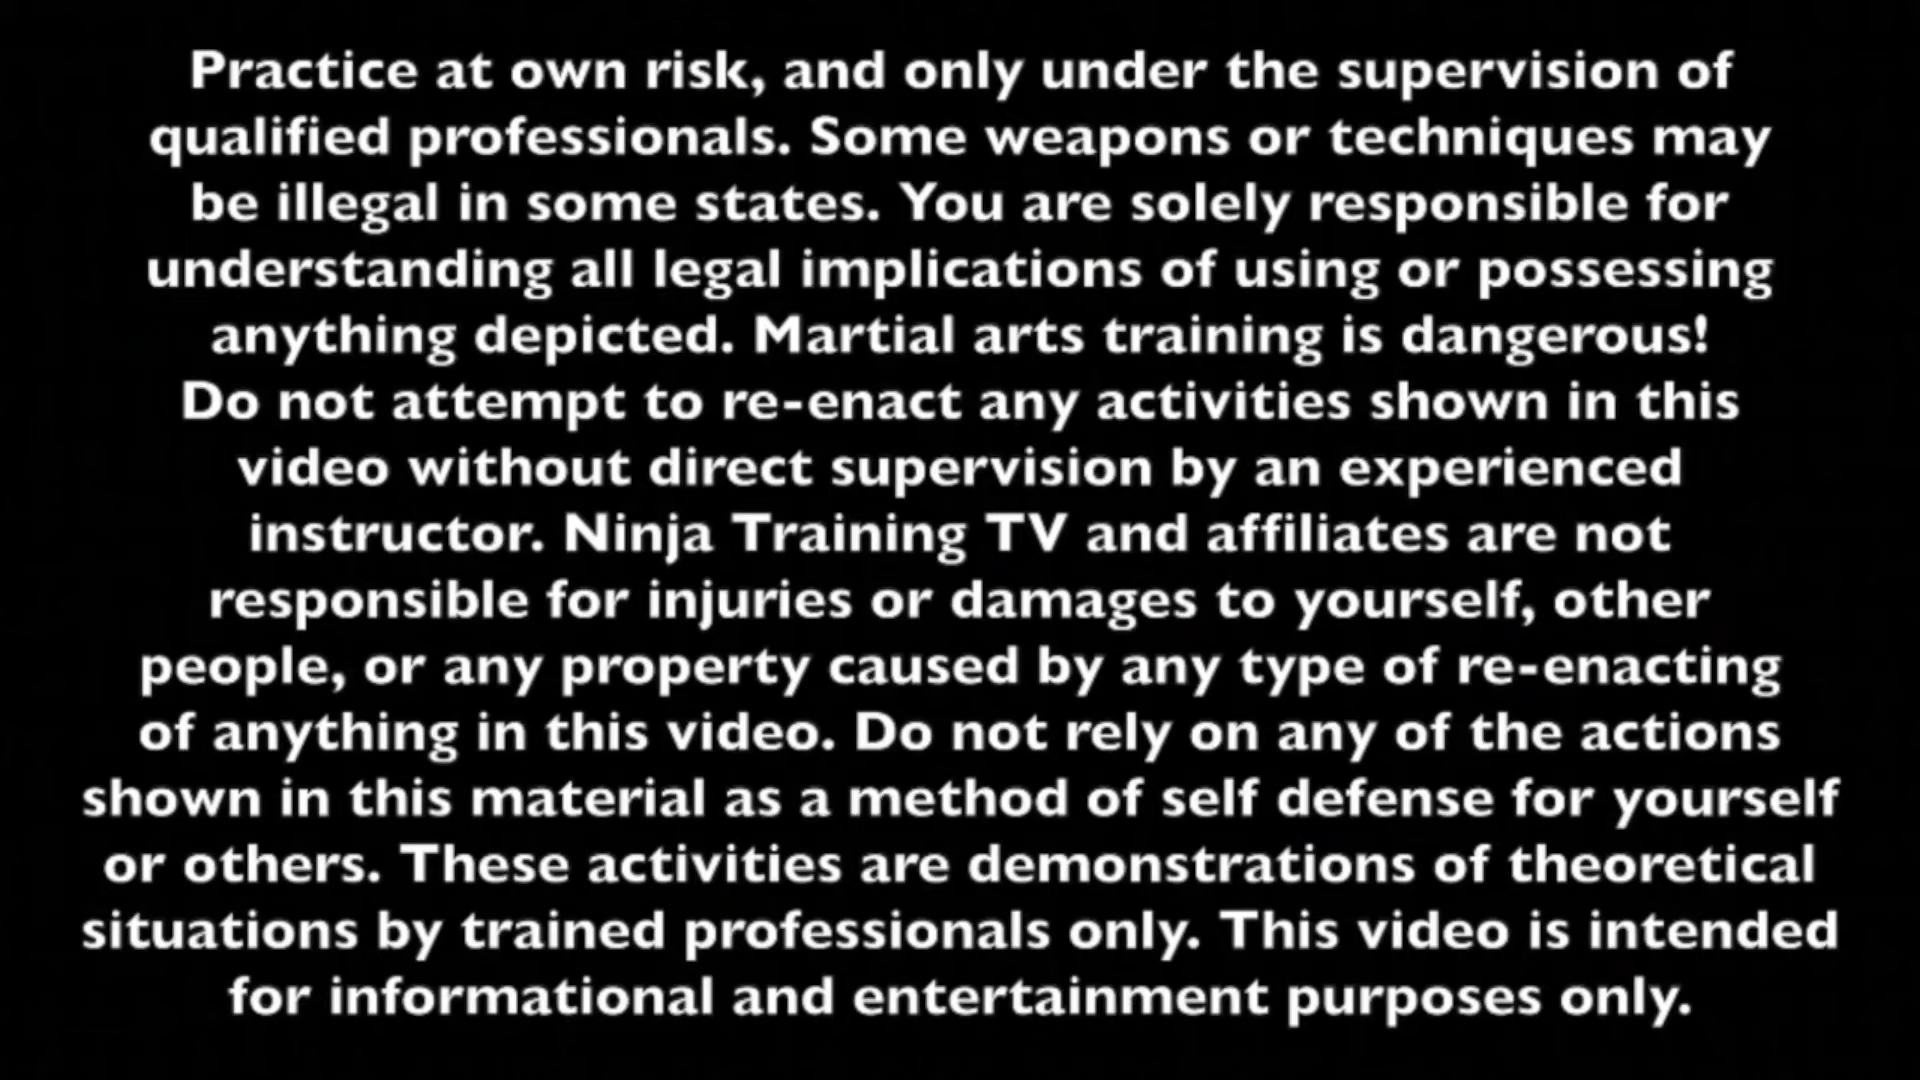 Practice at own risk, and only under the supervision of
qualified professionals. Some weapons or techniques may
be illegal in some states. You are solely responsible for
understanding all legal implications of using or possessing
anything depicted. Martial arts training is dangerous!
Do not attempt to re-enact any activities shown in this
video without direct supervision by an experienced
instructor. Ninja Training TV and affiliates are not
responsible for injuries or damages to yourself, other
people, or any property caused by any type of re-enacting
of anything in this video. Do not rely on any of the actions
shown in this material as a method of self defense for yourself
or others. These activities are demonstrations of theoretical
situations by trained professionals only. This video is intended
for informational and entertainment purposes only.